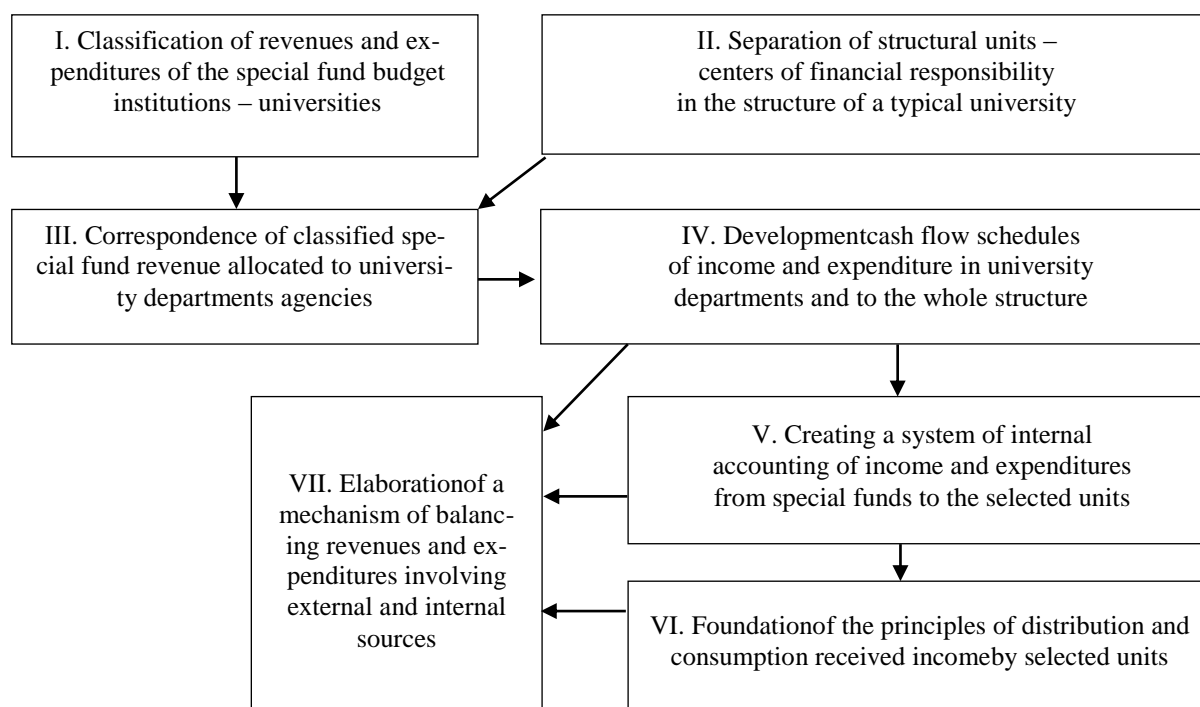 I. Classification of revenues and ex-
penditures of the special fund budget
institutions – universities
II. Separation of structural units –
centers of financial responsibility
in the structure of a typical university
III. Correspondence of classified spe-
cial fund revenue allocated to universi-
ty departments agencies
IV. Developmentcash flow schedules
of income and expenditure in university
departments and to the whole structure
V. Creating a system of internal
accounting of income and expenditures
from special funds to the selected units
VII. Elaborationof a
mechanism of balanc-
ing revenues and ex-
penditures involving
external and internal
sources
VI. Foundationof the principles of distribution and
consumption received incomeby selected units